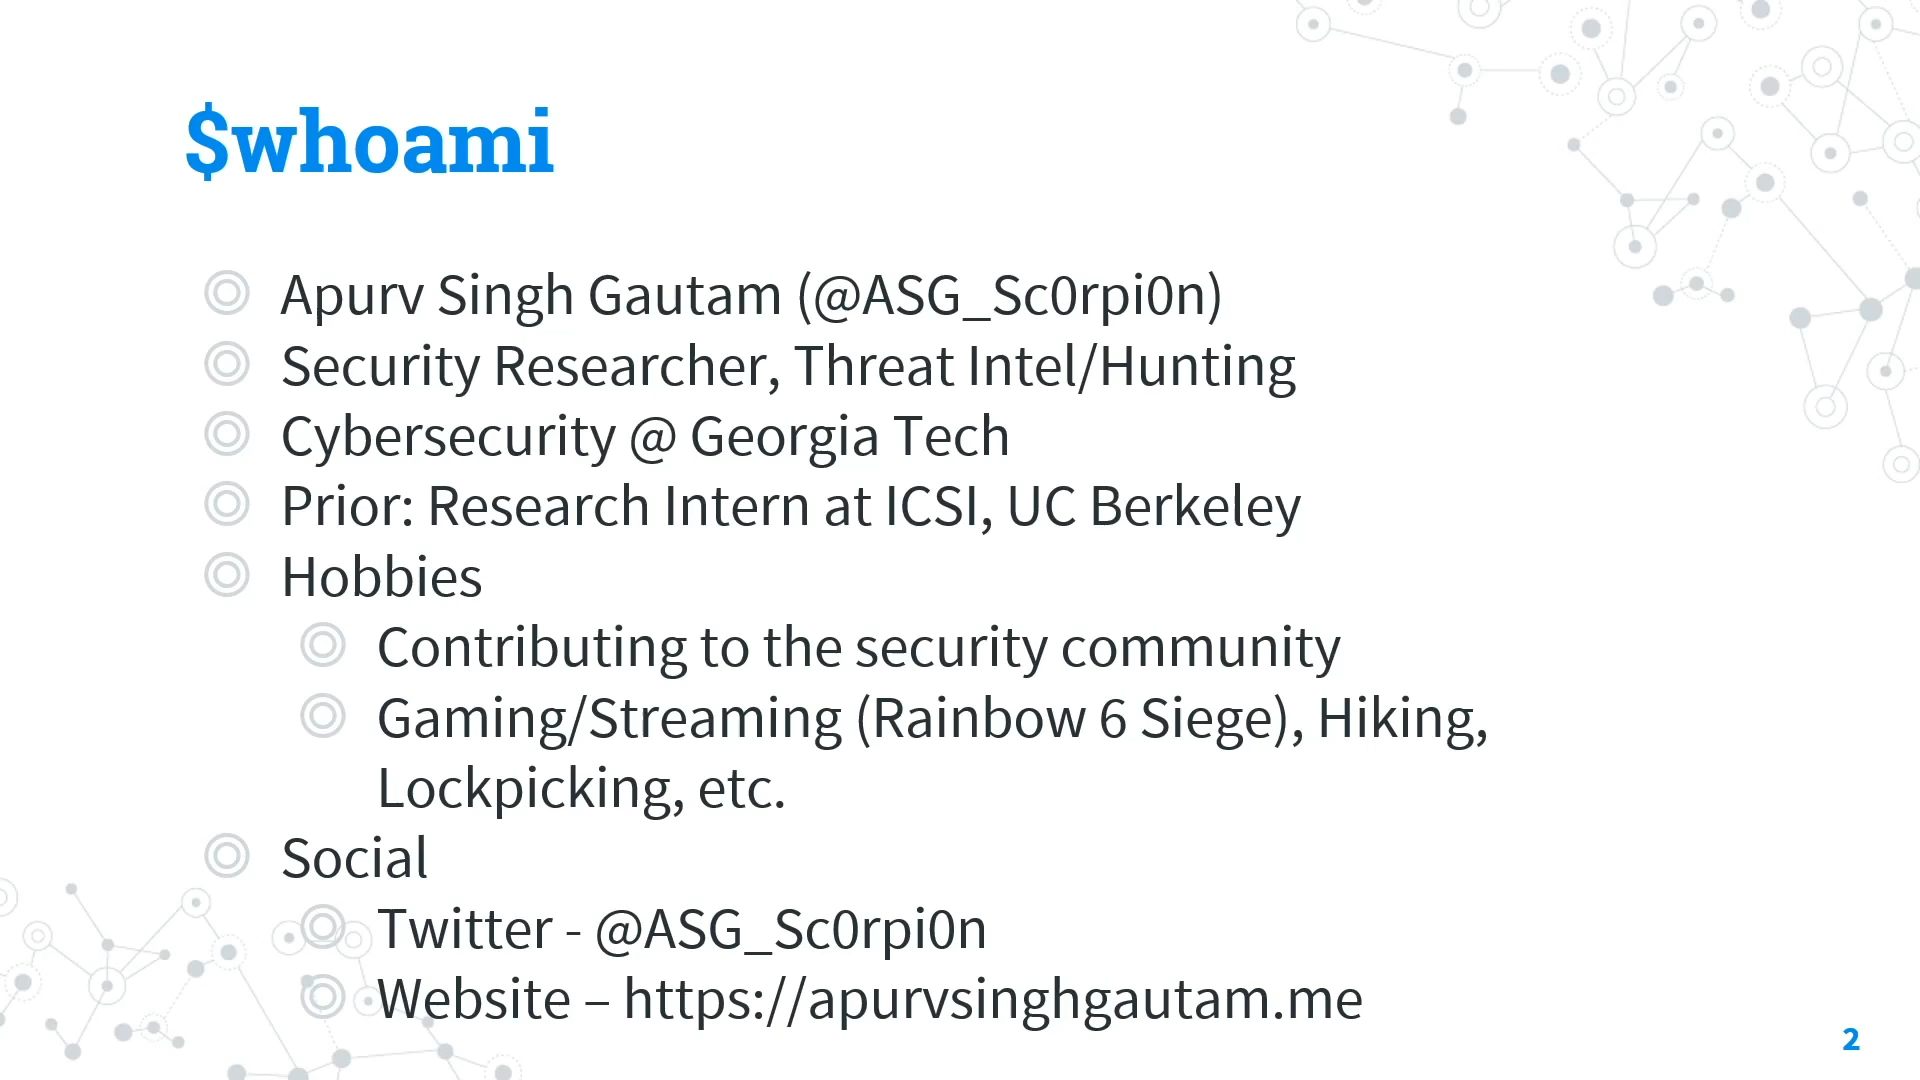 $whoami
Apurv Singh Gautam (@ASG_Sc0rpi0n)
Security Researcher, Threat Intel/Hunting
Cybersecurity @ Georgia Tech
Prior: Research Intern at ICSI, UC Berkeley
Hobbies
Contributing to the security community
Gaming/Streaming (Rainbow 6 Siege), Hiking,
Lockpicking, etc.
Social
Twitter - @ASG_Sc0rpi0n
Website – https://apurvsinghgautam.me
2